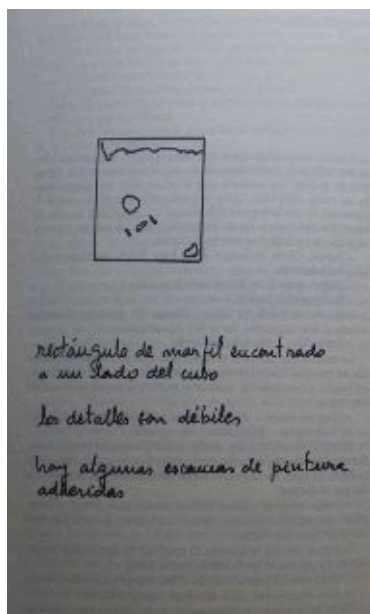 rectángulo de marfil encontrado
a un lado del cubo
los detalles son débiles
hay algunas escamas de pintura
adheridas